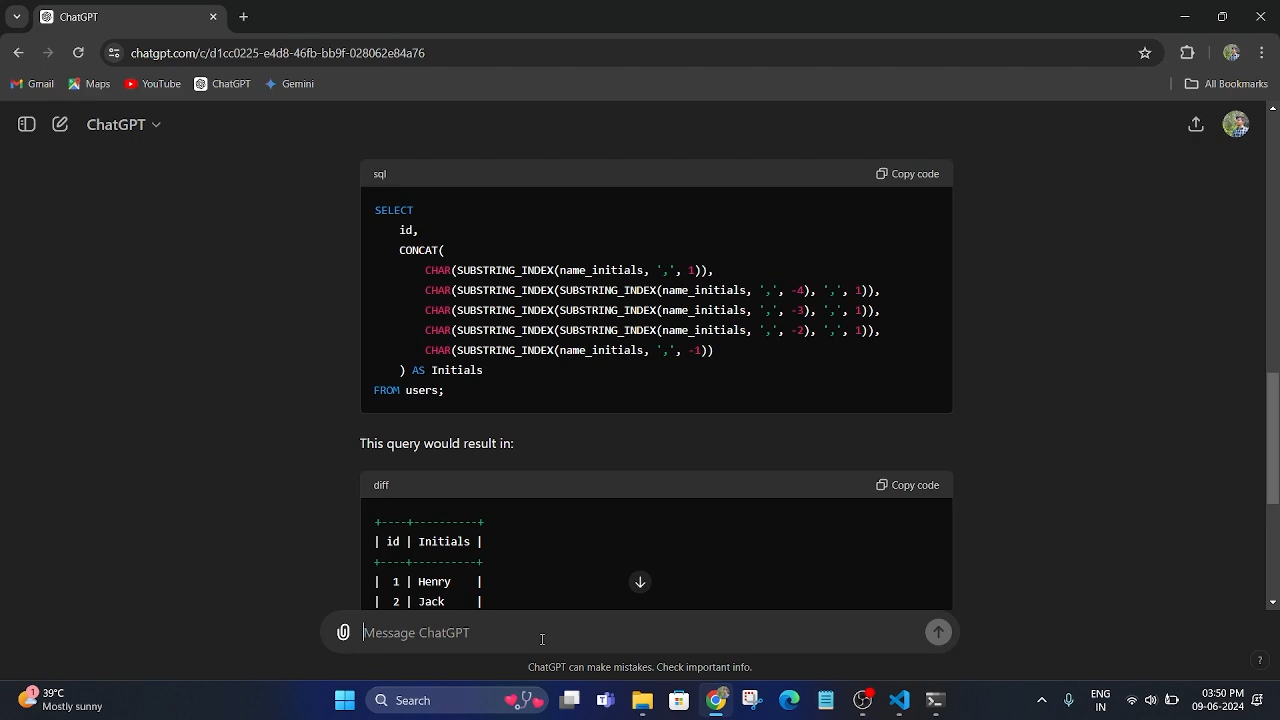 ChatGPT
chatgpt.com/c/d1cc0225-e4d8-46fb-bb9f-028062e84a76
Gmail Maps YouTube ChatGPT Gemini All Bookmarks
ChatGPT
sql Copy code
SELECT
id,
CONCAT(
CHAR(SUBSTRING_INDEX(name_initials, ',', 1)),
CHAR(SUBSTRING_INDEX(SUBSTRING_INDEX(name_initials, ',', -4), ',', 1)),
CHAR(SUBSTRING_INDEX(SUBSTRING_INDEX(name_initials, ',', -3), ',', 1)),
CHAR(SUBSTRING_INDEX(SUBSTRING_INDEX(name_initials, ',', -2), ',', 1)),
CHAR(SUBSTRING_INDEX(name_initials, ',', -1))
) AS Initials
FROM users;
This query would result in:
diff Copy code
+----+----------+
| id | Initials |
+----+----------+
| 1 | Henry |
| 2 | Jack |
Message ChatGPT
ChatGPT can make mistakes. Check important info. ?
1 39°C
Mostly sunny
Search
ENG
IN
03:50 PM
09-06-2024